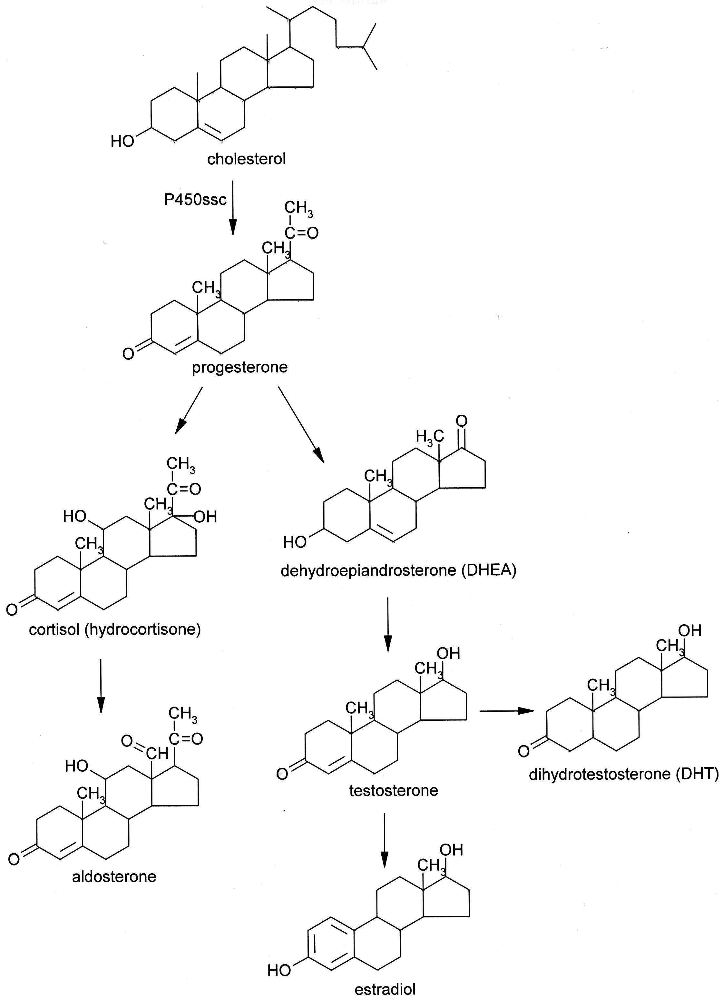 HO
cholesterol
P450ssc
CH3
C=O
CH3
CH3
O
progesterone
O
H3C
CH3
HO
dehydroepiandrosterone (DHEA)
CH3
C=O
CH3
HO
OH
CH3
O
cortisol (hydrocortisone)
OH
CH3
CH3
O
testosterone
OH
CH3
CH3
O
dihydrotestosterone (DHT)
CH3
C=O
O
CH
HO
CH3
O
aldosterone
OH
CH3
HO
estradiol